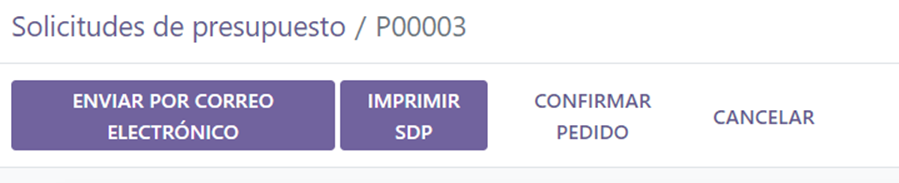 Solicitudes de presupuesto / P00003
ENVIAR POR CORREO
ELECTRÓNICO
IMPRIMIR
SDP
CONFIRMAR
PEDIDO
CANCELAR